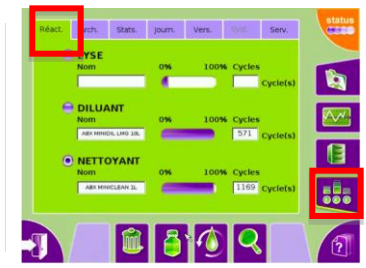 status
Réact. Arch. Stats. Journ. Vers. Serv.
LYSE
Nom 0% 100% Cycles
Cycle(s)
DILUANT
Nom 0% 100% Cycles
ABX MINIDIL LMG 10L 571 Cycle(s)
NETTOYANT
Nom 0% 100% Cycles
ABX MINICLEAN 1L 1169 Cycle(s)
?